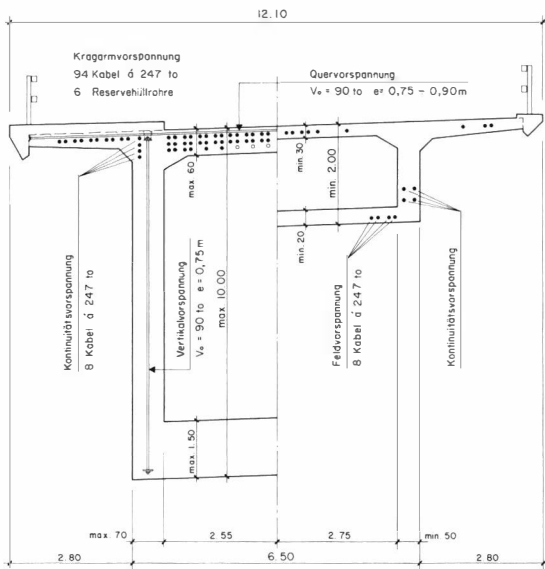 12.10
Kragarmvorspannung
94 Kabel á 247 to
6 Reservehüllrohre
Quervorspannung
Vₒ = 90 to e = 0,75 - 0,90 m
max. 60
min. 30
min. 2.00
min. 20
Kontinuitätsvorspannung
8 Kabel á 247 to
Vertikalvorspannung
Vₒ = 90 to e = 0,75 m
max. 10.00
Feldvorspannung
8 Kabel á 247 to
Kontinuitätsvorspannung
max. 1.50
max. 70
2.55
2.75
min. 50
2.80
6.50
2.80